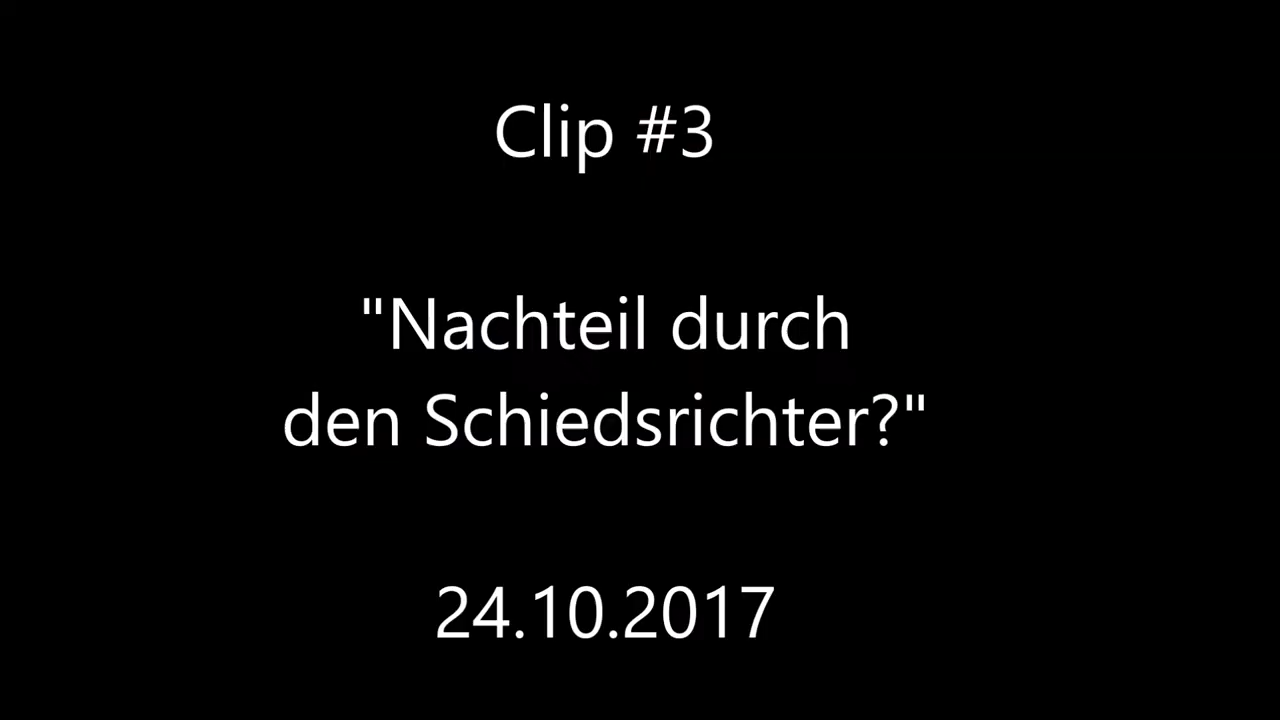 Clip #3
"Nachteil durch
den Schiedsrichter?"
24.10.2017